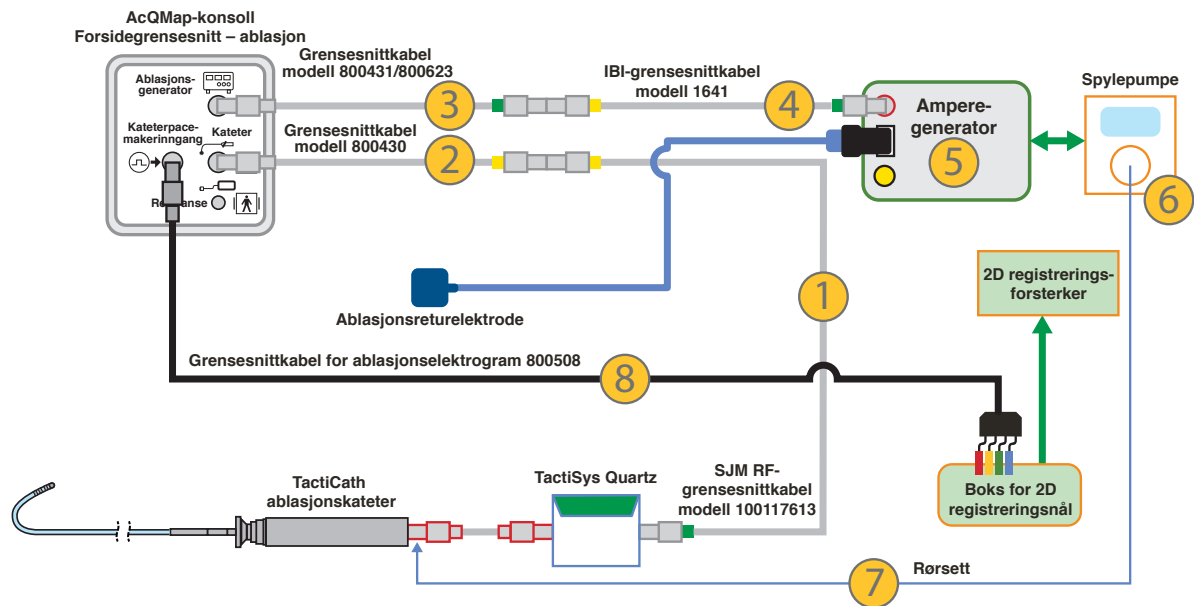 AcQMap-konsoll
Forsidegrensesnitt – ablasjon
Ablasjons-
generator
Kateterpace-
makerinngang
Kateter
Grensesnittkabel
modell 800431/800623
3
Grensesnittkabel
modell 800430
2
IBI-grensesnittkabel
modell 1641
4
Ampere-
generator
5
Spylepumpe
6
2D registrerings-
forsterker
1
Ablasjonsreturelektrode
Grensesnittkabel for ablasjonselektrogram 800508
8
TactiCath
ablasjonskateter
TactiSys Quartz
SJM RF-
grensesnittkabel
modell 100117613
Boks for 2D
registreringsnål
7
Rørsett